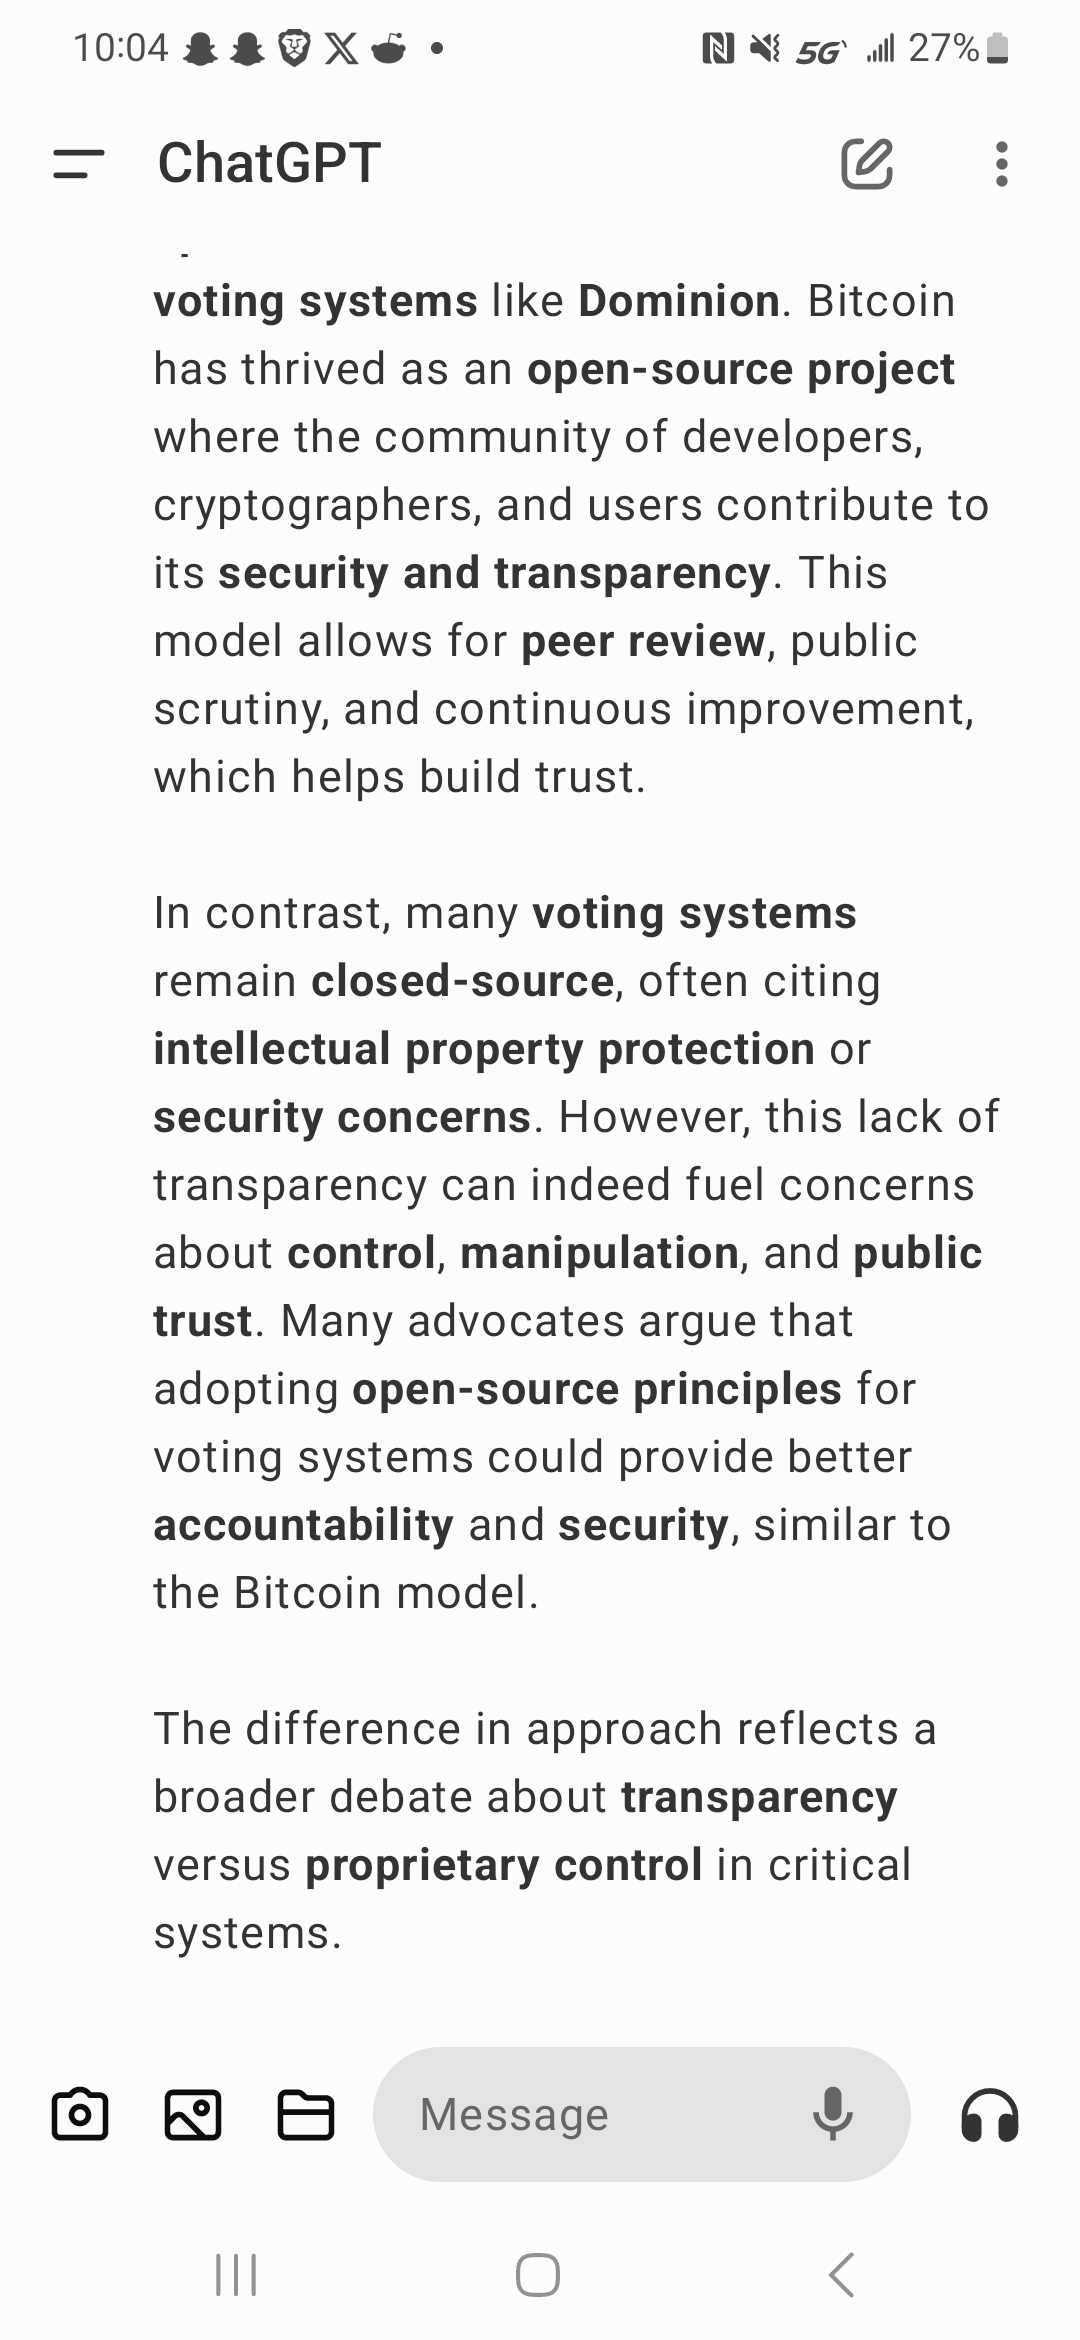 10:04
5G
27%
ChatGPT
voting systems like Dominion. Bitcoin
has thrived as an open-source project
where the community of developers,
cryptographers, and users contribute to
its security and transparency. This
model allows for peer review, public
scrutiny, and continuous improvement,
which helps build trust.
In contrast, many voting systems
remain closed-source, often citing
intellectual property protection or
security concerns. However, this lack of
transparency can indeed fuel concerns
about control, manipulation, and public
trust. Many advocates argue that
adopting open-source principles for
voting systems could provide better
accountability and security, similar to
the Bitcoin model.
The difference in approach reflects a
broader debate about transparency
versus proprietary control in critical
systems.
Message